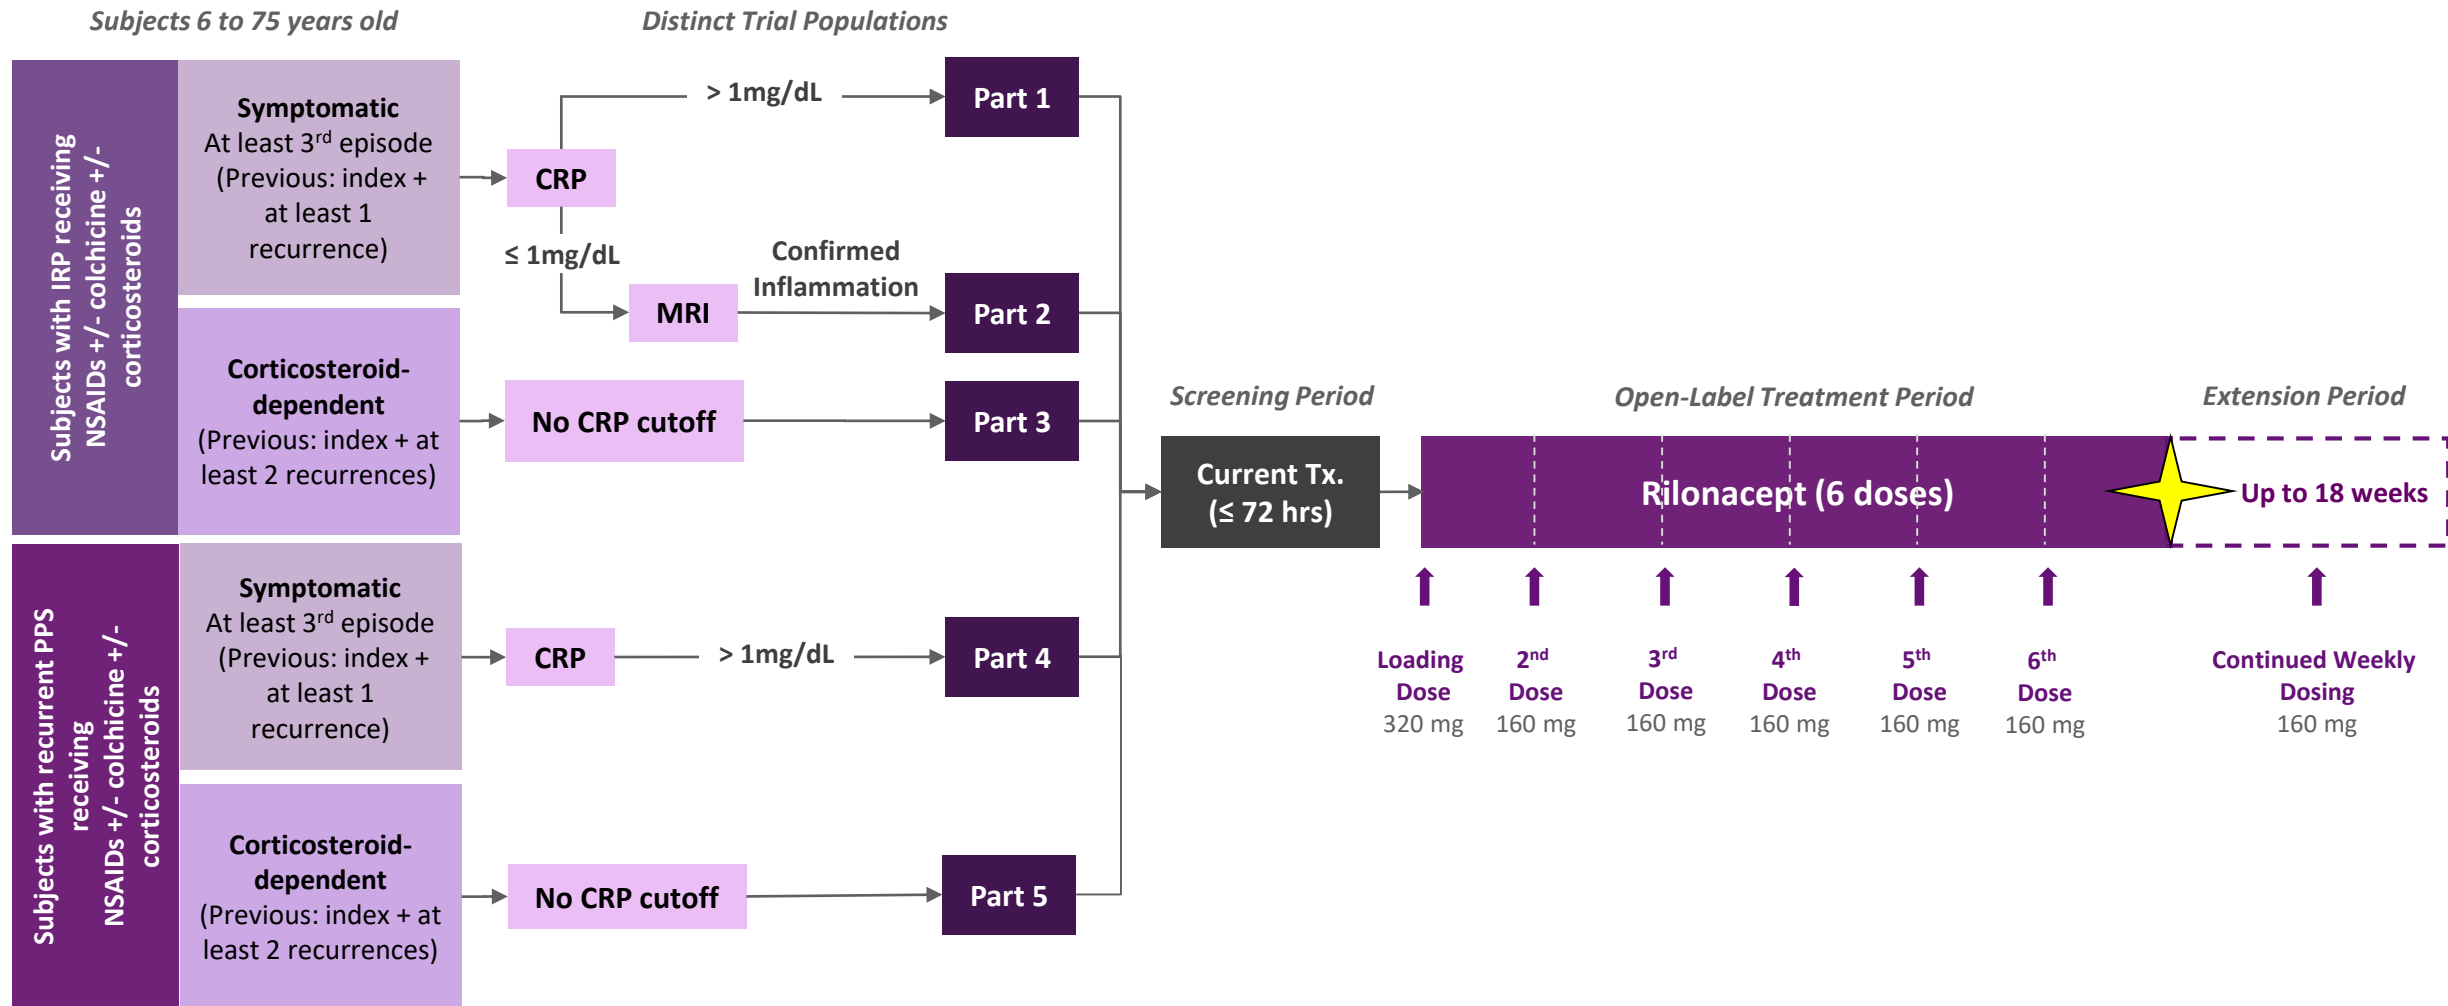 Subjects 6 to 75 years old
Distinct Trial Populations
Subjects with IRP receiving
NSAIDs +/- colchicine +/-
corticosteroids
Symptomatic
At least 3rd episode
(Previous: index +
at least 1
recurrence)
CRP
> 1mg/dL
Part 1
≤ 1mg/dL
MRI
Confirmed
Inflammation
Part 2
Corticosteroid-
dependent
(Previous: index + at
least 2 recurrences)
No CRP cutoff
Part 3
Subjects with recurrent PPS
receiving
NSAIDs +/- colchicine +/-
corticosteroids
Symptomatic
At least 3rd episode
(Previous: index +
at least 1
recurrence)
CRP
> 1mg/dL
Part 4
Corticosteroid-
dependent
(Previous: index + at
least 2 recurrences)
No CRP cutoff
Part 5
Screening Period
Current Tx.
(≤ 72 hrs)
Open-Label Treatment Period
Rilonacept (6 doses)
Extension Period
Up to 18 weeks
Loading
Dose
320 mg
2nd
Dose
160 mg
3rd
Dose
160 mg
4th
Dose
160 mg
5th
Dose
160 mg
6th
Dose
160 mg
Continued Weekly
Dosing
160 mg